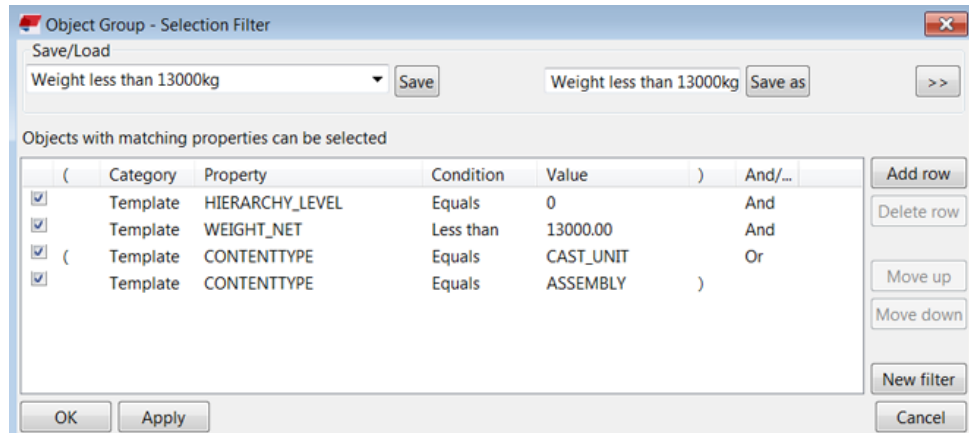 Object Group - Selection Filter
Save/Load
Weight less than 13000kg Save Weight less than 13000kg Save as >>
Objects with matching properties can be selected
( Category Property Condition Value ) And/... Add row
Template HIERARCHY_LEVEL Equals 0 And
Delete row
Template WEIGHT_NET Less than 13000.00 And
( Template CONTENTTYPE Equals CAST_UNIT Or
Template CONTENTTYPE Equals ASSEMBLY )
Move up
Move down
New filter
OK Apply Cancel